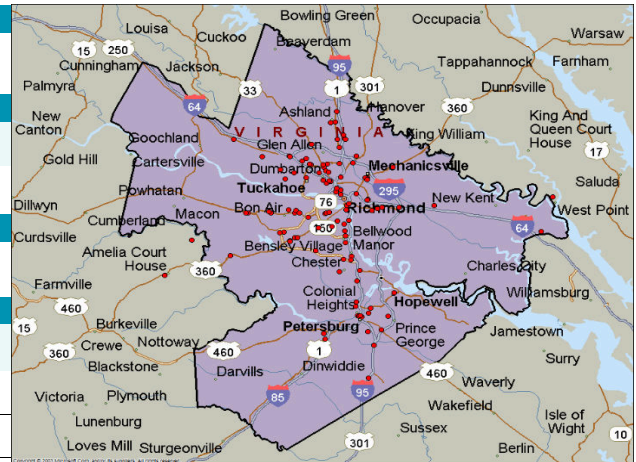 Bowling Green
Occupacia
Louisa
Cuckoo
Beaverdam
Warsaw
15
250
Cunningham
Jackson
95
Tappahannock
Farnham
Palmyra
33
1
301
Dunnsville
64
Ashland
Hanover
360
New
Canton
VIRGINIA
King William
King And
Queen Court
House
Goochland
Glen Allen
17
Gold Hill
Cartersville
Dumbarton
Mechanicsville
Saluda
Powhatan
Tuckahoe
295
Dillwyn
Cumberland
Macon
Bon Air
76
Richmond
New Kent
West Point
Curdsville
360
Bellwood
Manor
64
Amelia Court
House
Bensley Village
360
Chester
Charles City
Farmville
Colonial
Heights
Hopewell
Williamsburg
460
15
Burkeville
Petersburg
Prince
George
Jamestown
360
Crewe
Nottoway
460
1
Surry
Blackstone
Darvills
Dinwiddie
460
Waverly
Victoria
Plymouth
85
95
Wakefield
Lunenburg
Sussex
Isle of
Wight
Loves Mill
Sturgeonville
301
Berlin
10